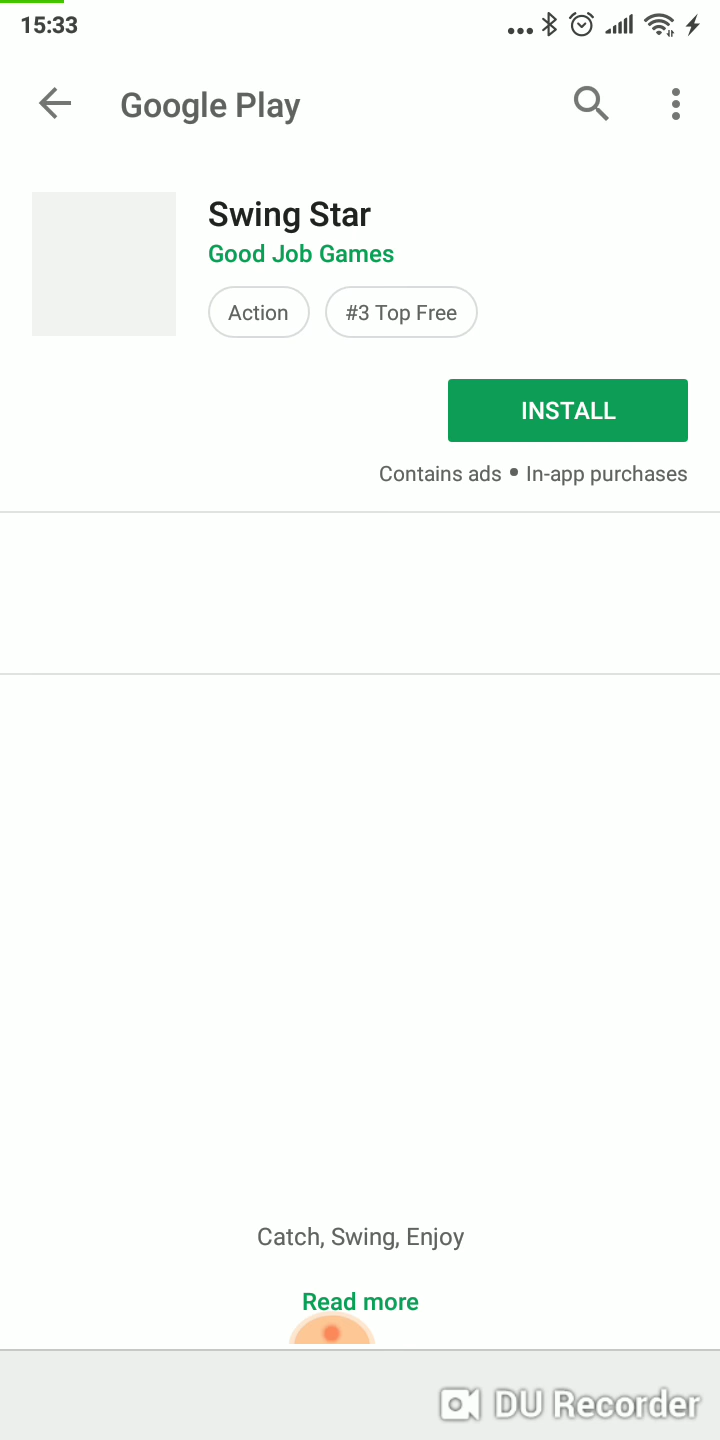 15:33
Google Play
Swing Star
Good Job Games
Action
#3 Top Free
INSTALL
Contains ads • In-app purchases
Catch, Swing, Enjoy
Read more
DU Recorder